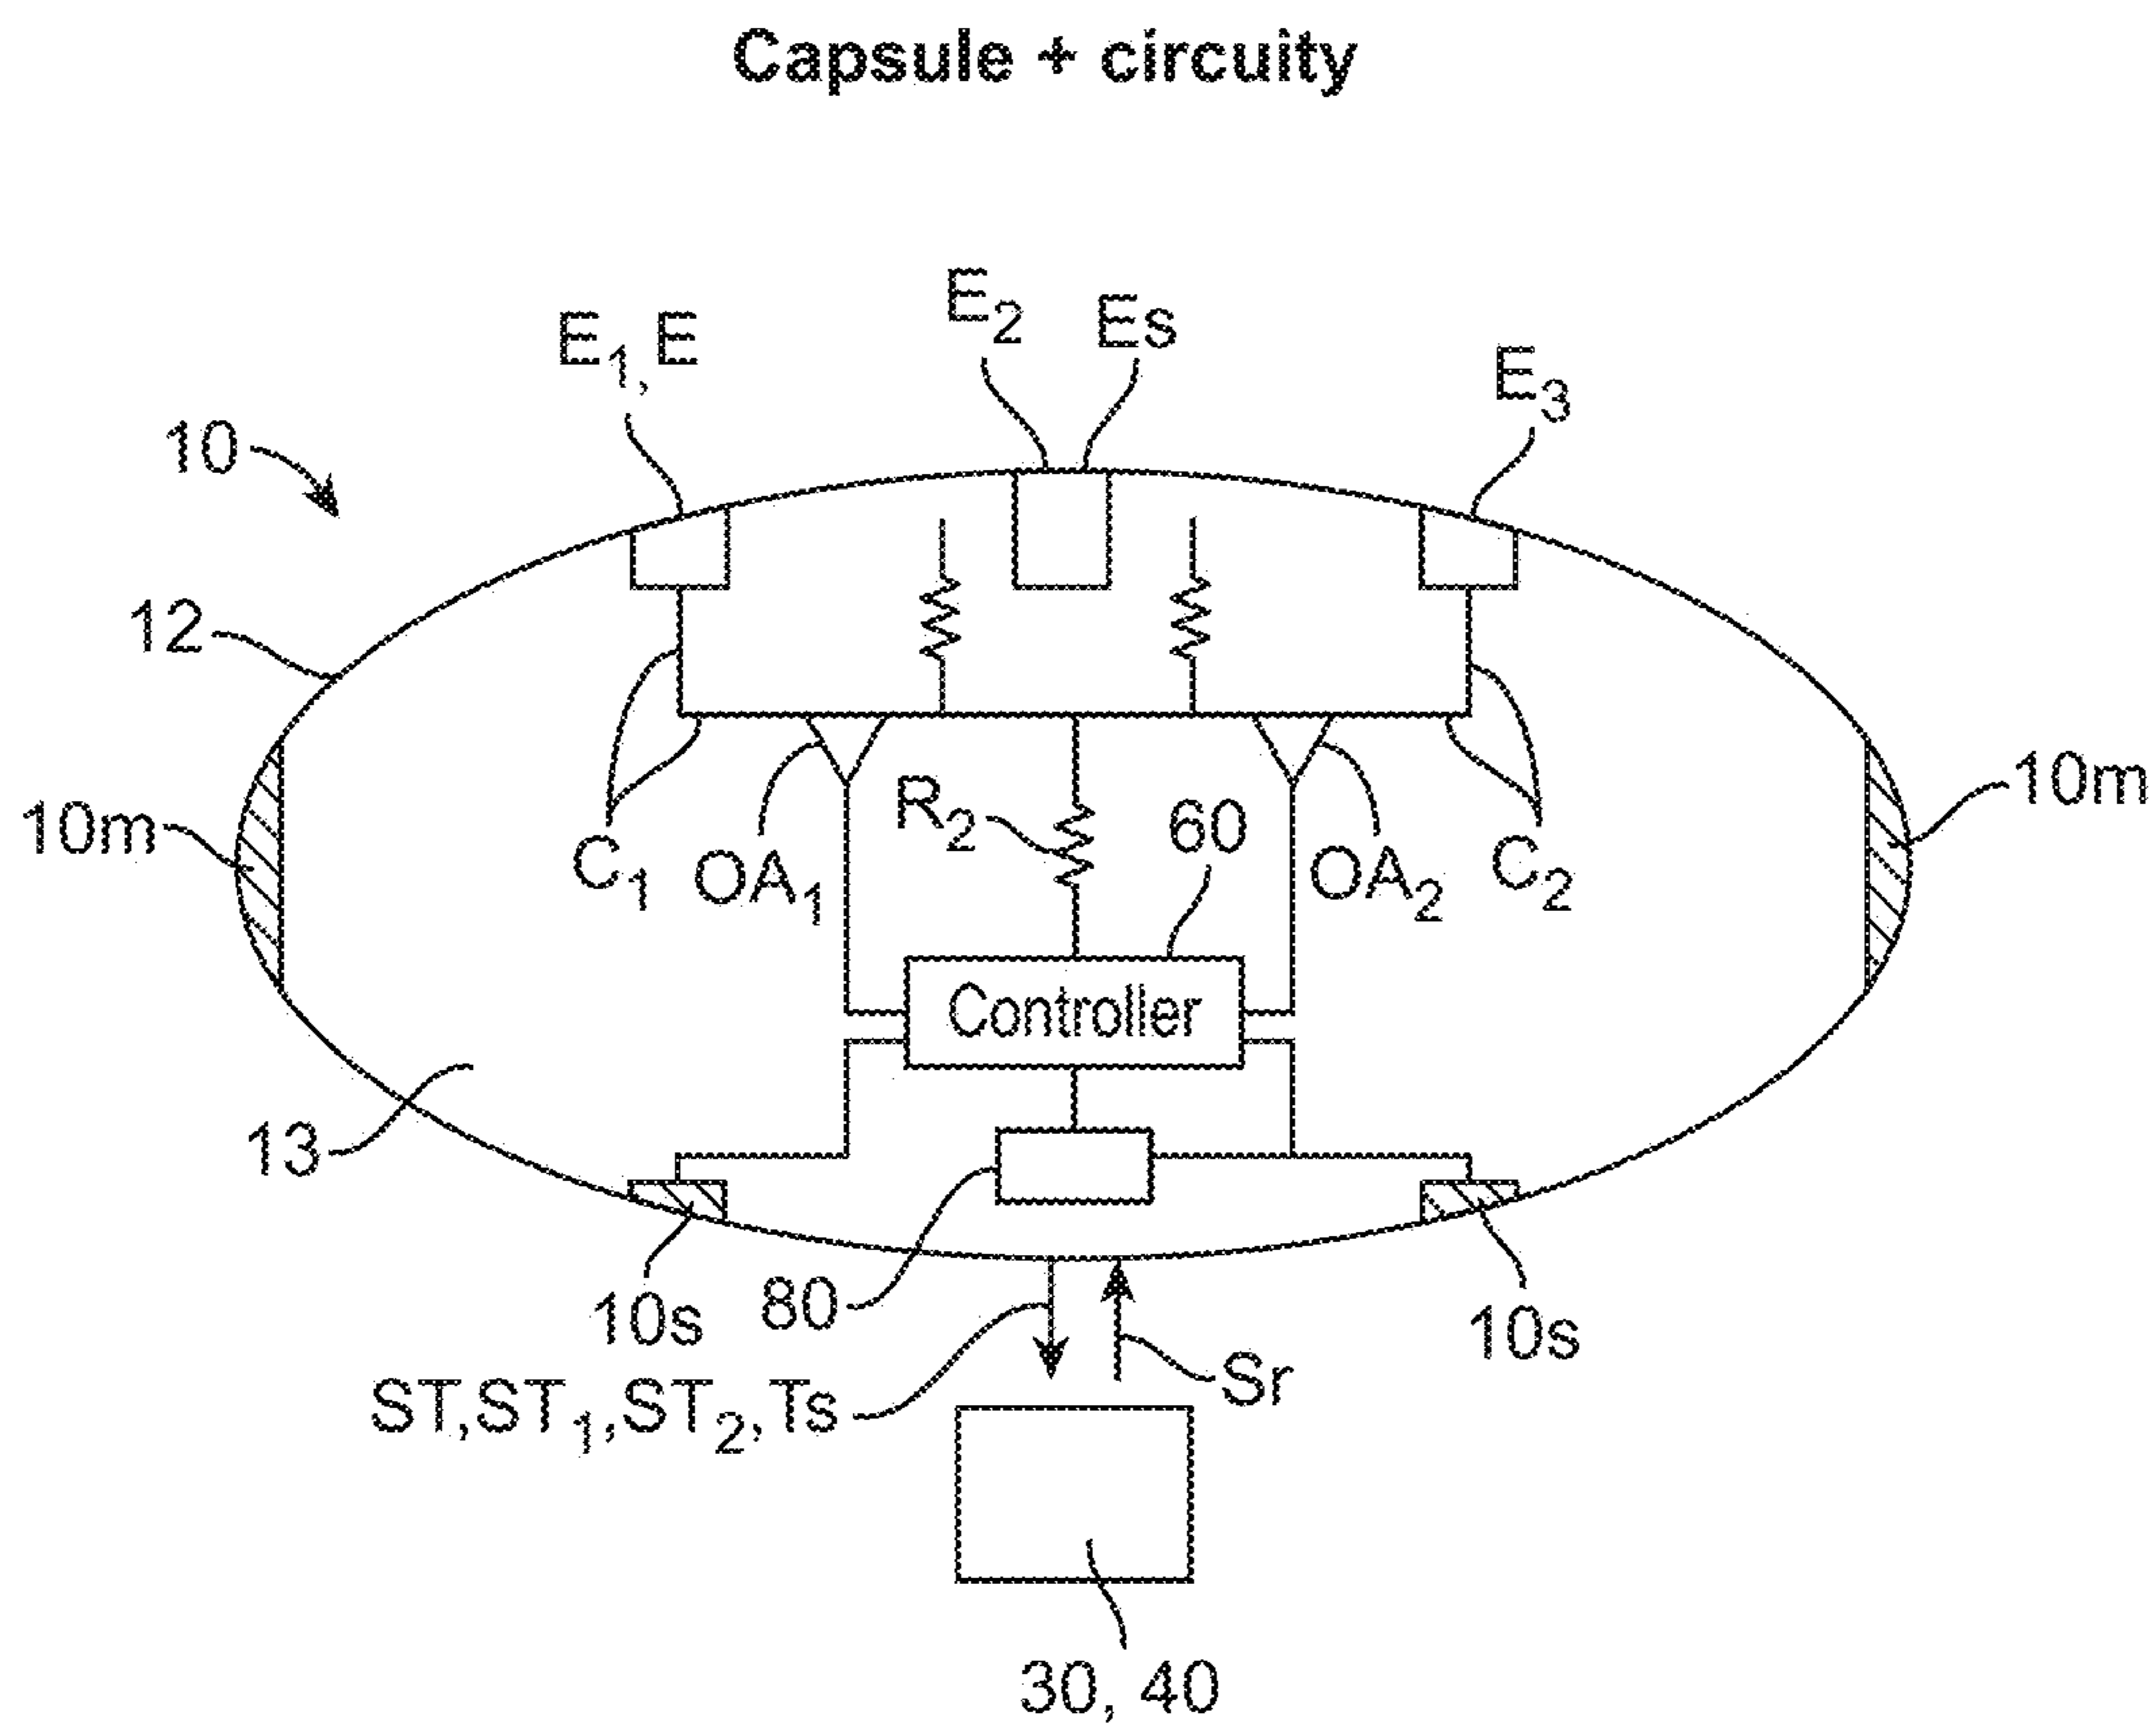 Capsule + circuity
E2
Es
E1, E
E3
10
12
10m
10m
R2
60
C1
OA1
OA2
C2
Controller
13
80
10s
10s
Sr
ST,ST1,ST2,Ts
30, 40